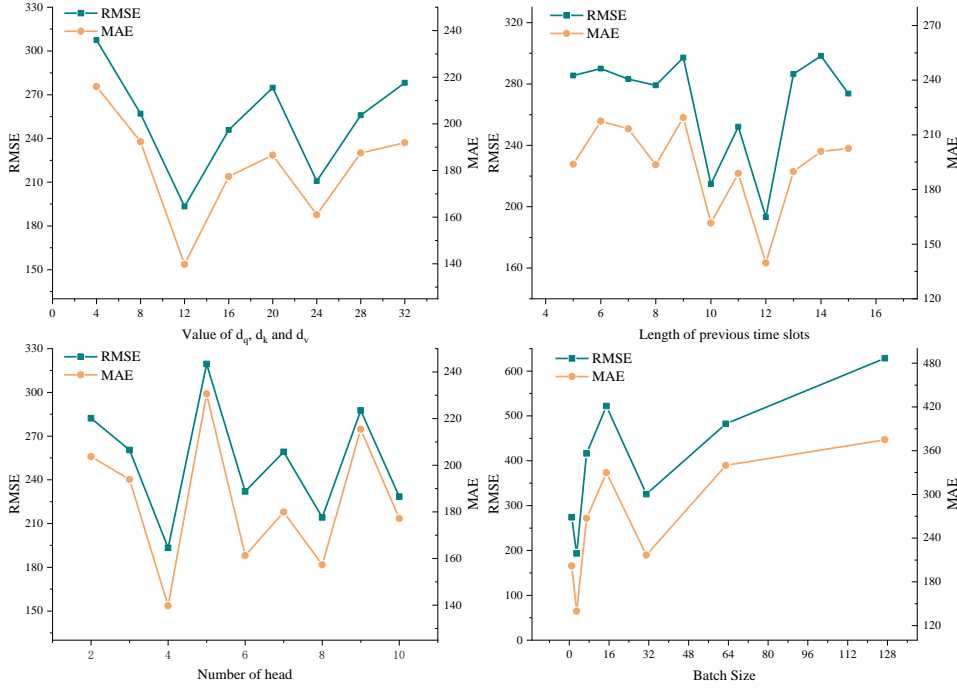 RMSE
MAE
330
300
270
240
210
180
150
RMSE
240
220
200
180
160
140
MAE
0 4 8 12 16 20 24 28 32
Value of d_q, d_k and d_v
RMSE
MAE
320
280
240
200
160
RMSE
270
240
210
180
150
120
MAE
4 6 8 10 12 14 16
Length of previous time slots
RMSE
MAE
330
300
270
240
210
180
150
RMSE
240
220
200
180
160
140
MAE
2 4 6 8 10
Number of head
RMSE
MAE
600
500
400
300
200
100
0
RMSE
480
420
360
300
240
180
120
MAE
0 16 32 48 64 80 96 112 128
Batch Size